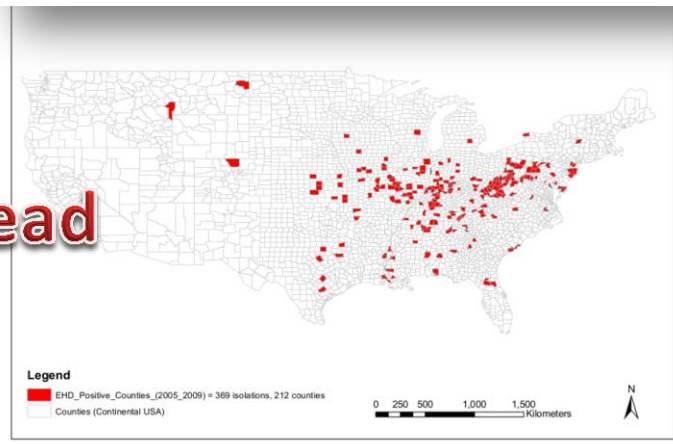 ead
Legend
EHD_Positive_Counties_(2005_2009) = 369 isolations, 212 counties
Counties (Continental USA)
0 250 500 1,000 1,500
Kilometers
N